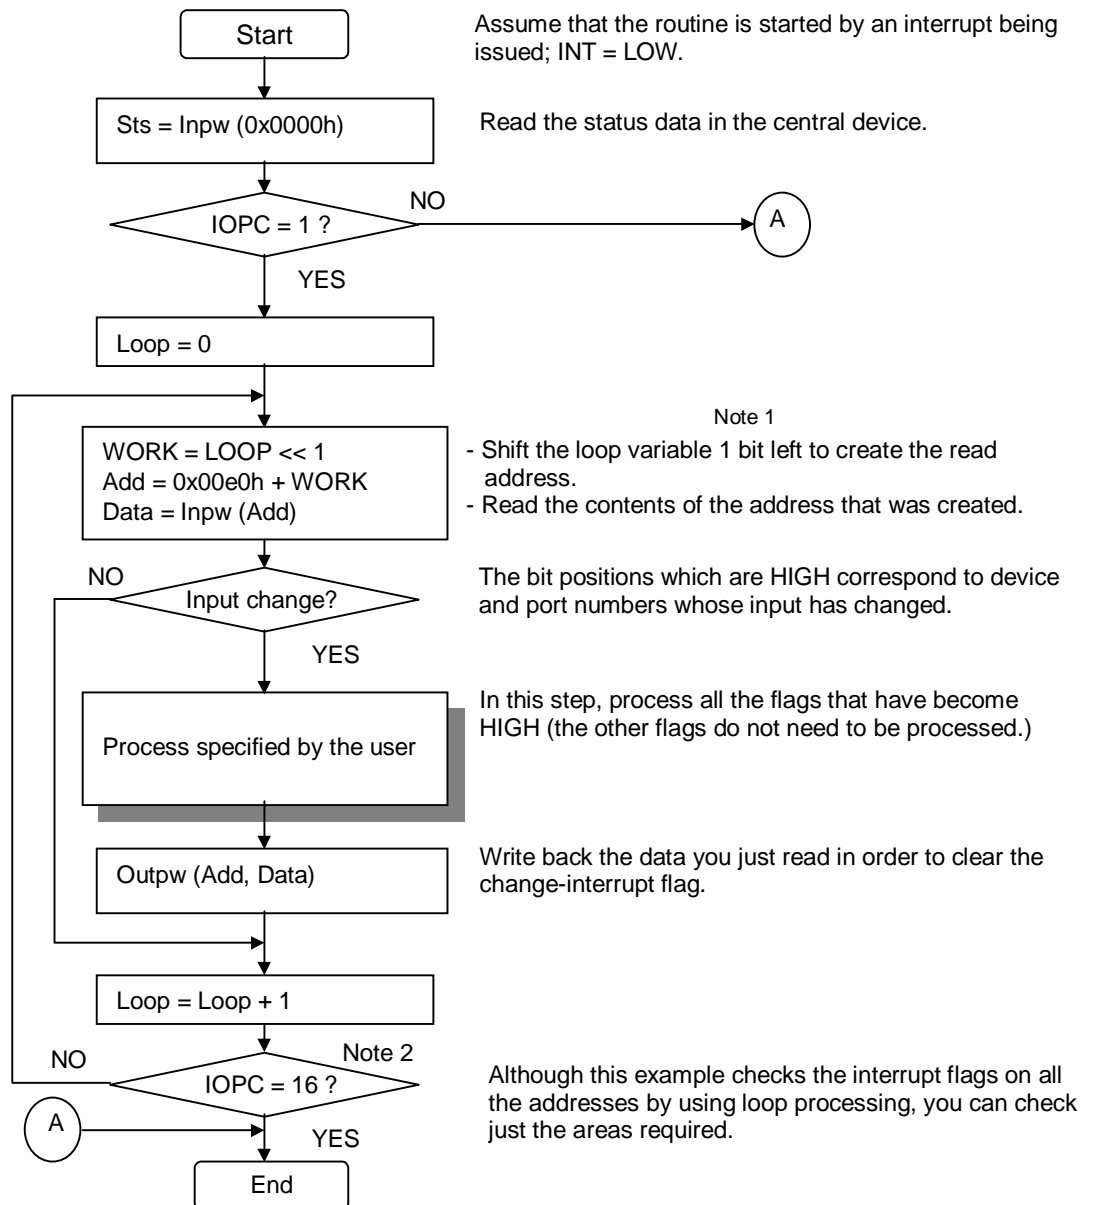 Start
Assume that the routine is started by an interrupt being
issued; INT = LOW.
Sts = Inpw (0x0000h)
Read the status data in the central device.
IOPC = 1 ?
NO
A
YES
Loop = 0
Note 1
WORK = LOOP << 1
Add = 0x00e0h + WORK
Data = Inpw (Add)
- Shift the loop variable 1 bit left to create the read
address.
- Read the contents of the address that was created.
NO
Input change?
The bit positions which are HIGH correspond to device
and port numbers whose input has changed.
YES
Process specified by the user
In this step, process all the flags that have become
HIGH (the other flags do not need to be processed.)
Outpw (Add, Data)
Write back the data you just read in order to clear the
change-interrupt flag.
Loop = Loop + 1
NO
Note 2
IOPC = 16 ?
Although this example checks the interrupt flags on all
the addresses by using loop processing, you can check
just the areas required.
A
YES
End